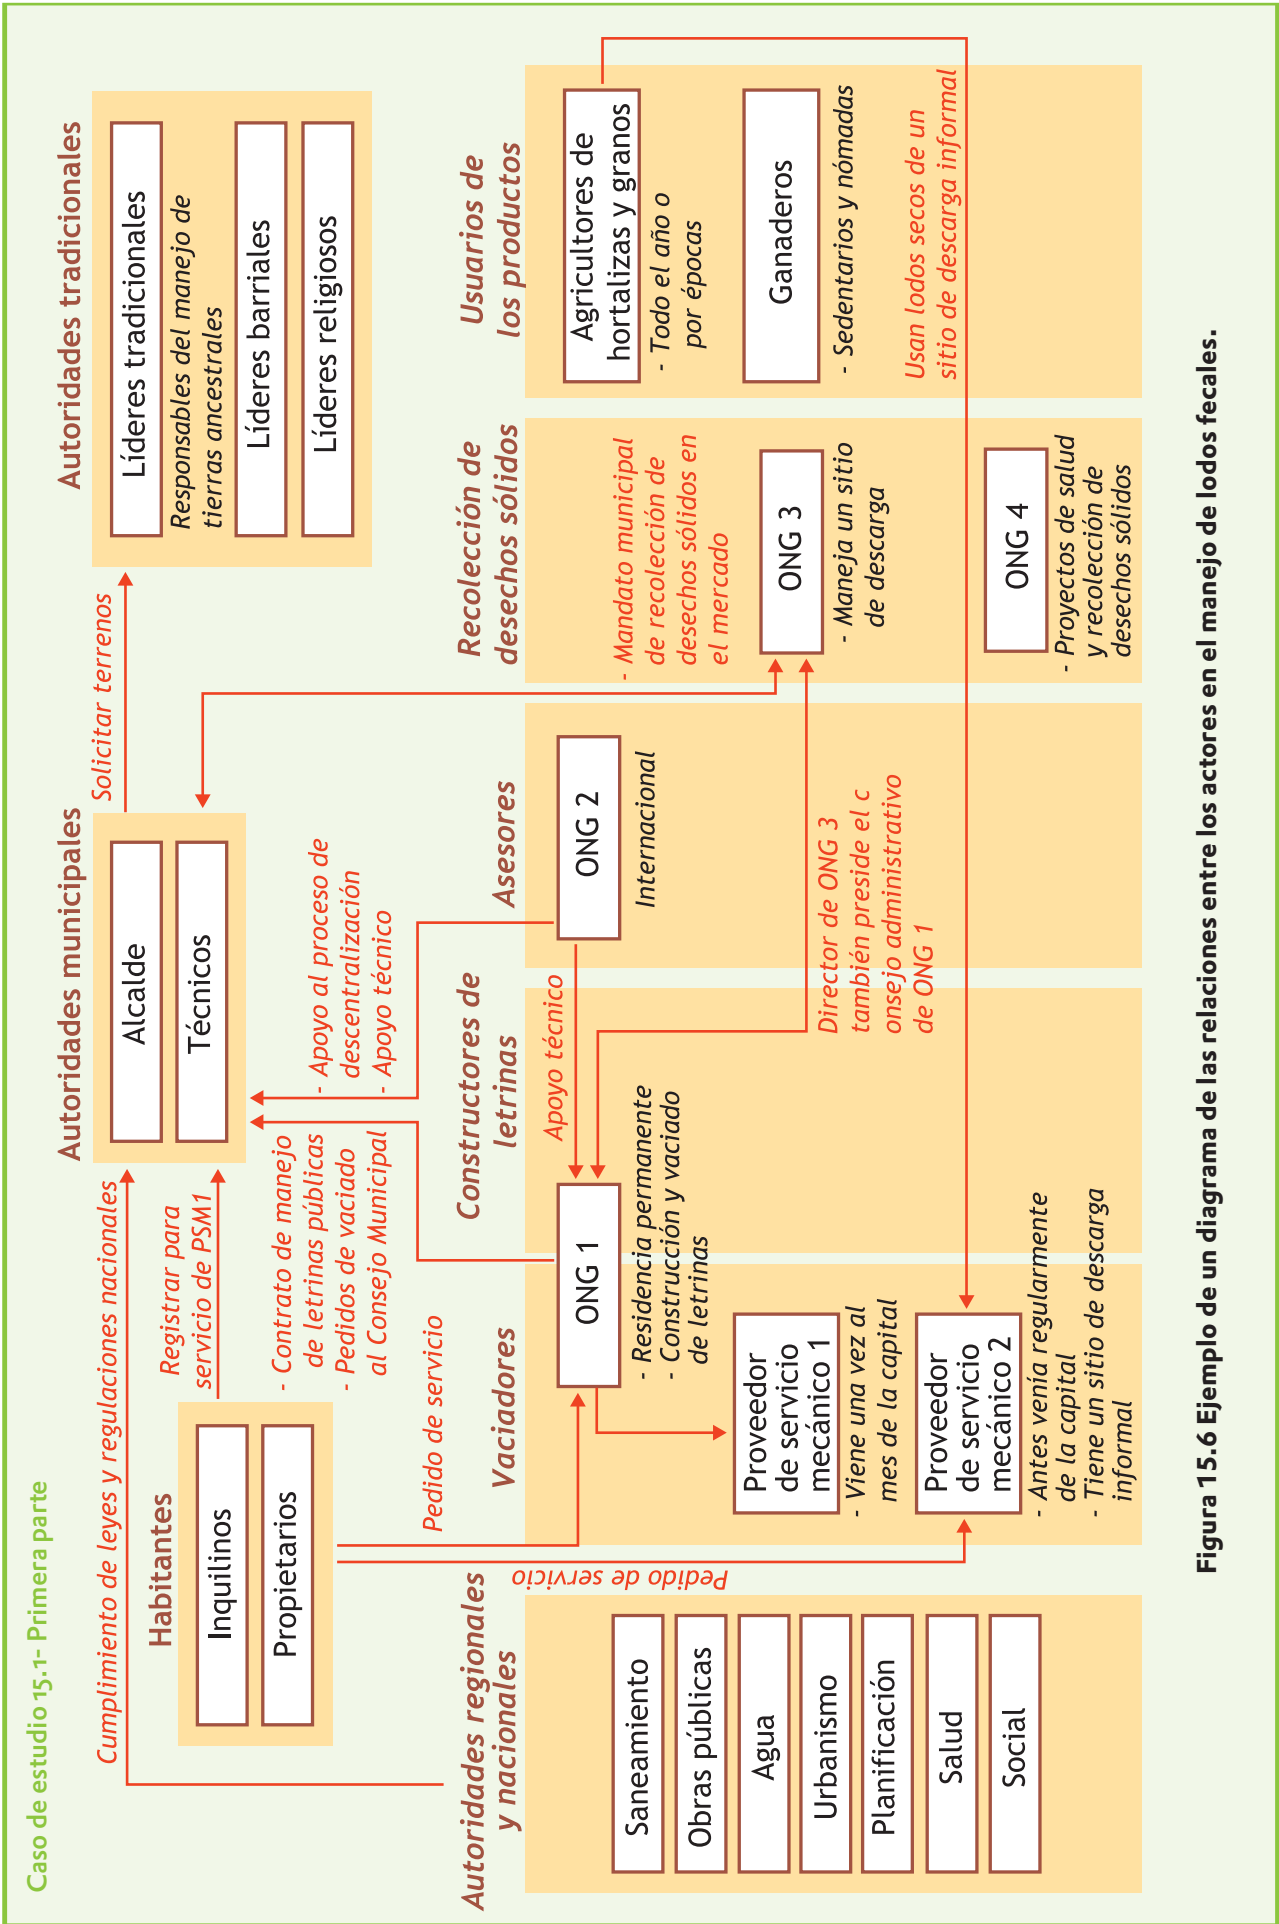 Caso de estudio 15.1- Primera parte
Cumplimiento de leyes y regulaciones nacionales
Habitantes
Inquilinos
Propietarios
Registrar para
servicio de PSM1
Autoridades municipales
Alcalde
Técnicos
Solicitar terrenos
Autoridades tradicionales
Líderes tradicionales
Responsables del manejo de
tierras ancestrales
Líderes barriales
Líderes religiosos
- Contrato de manejo
de letrinas públicas
- Pedidos de vaciado
al Consejo Municipal
- Apoyo al proceso de
descentralización
- Apoyo técnico
Pedido de servicio
Pedido de servicio
Autoridades regionales
y nacionales
Saneamiento
Obras públicas
Agua
Urbanismo
Planificación
Salud
Social
Vaciadores
Constructores de
letrinas
ONG 1
- Residencia permanente
- Construcción y vaciado
de letrinas
Proveedor
de servicio
mecánico 1
- Viene una vez al
mes de la capital
Proveedor
de servicio
mecánico 2
- Antes venía regularmente
de la capital
- Tiene un sitio de descarga
informal
Apoyo técnico
Asesores
ONG 2
Internacional
Director de ONG 3
también preside el c
onsejo administrativo
de ONG 1
Recolección de
desechos sólidos
- Mandato municipal
de recolección de
desechos sólidos en
el mercado
ONG 3
- Maneja un sitio
de descarga
ONG 4
- Proyectos de salud
y recolección de
desechos sólidos
Usuarios de
los productos
Agricultores de
hortalizas y granos
- Todo el año o
por épocas
Ganaderos
- Sedentarios y nómadas
Usan lodos secos de un
sitio de descarga informal
Figura 15.6 Ejemplo de un diagrama de las relaciones entre los actores en el manejo de lodos fecales.